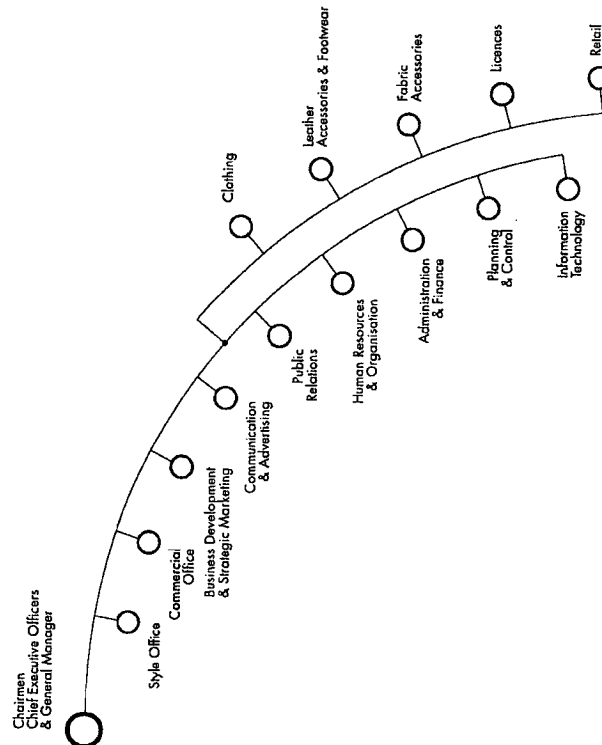 Chairmen
Chief Executive Officers
& General Manager
Style Office
Commercial
Office
Business Development
& Strategic Marketing
Communication
& Advertising
Public
Relations
Human Resources
& Organisation
Administration
& Finance
Planning
& Control
Information
Technology
Clothing
Leather
Accessories & Footwear
Fabric
Accessories
Licences
Retail